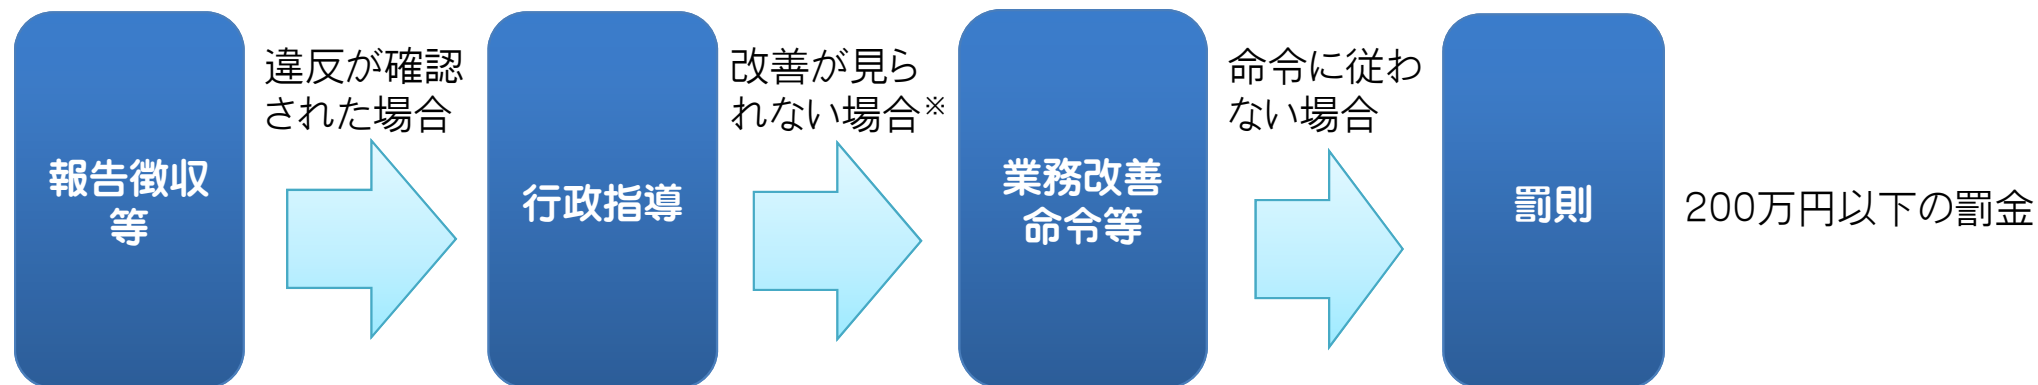 報告徴収
等
違反が確認
された場合
行政指導
改善が見ら
れない場合※
業務改善
命令等
命令に従わ
ない場合
罰則
200万円以下の罰金